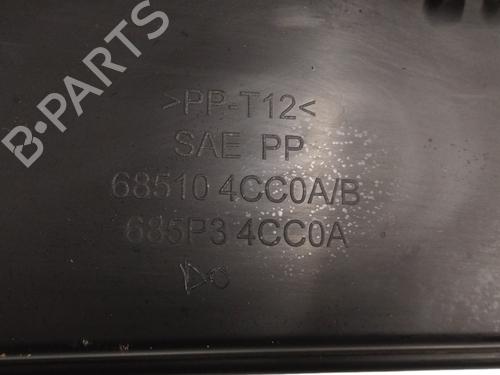 B-PARTS
>PP-T12<
SAE PP
68510 4CC0A/B
685P3 4CC0A